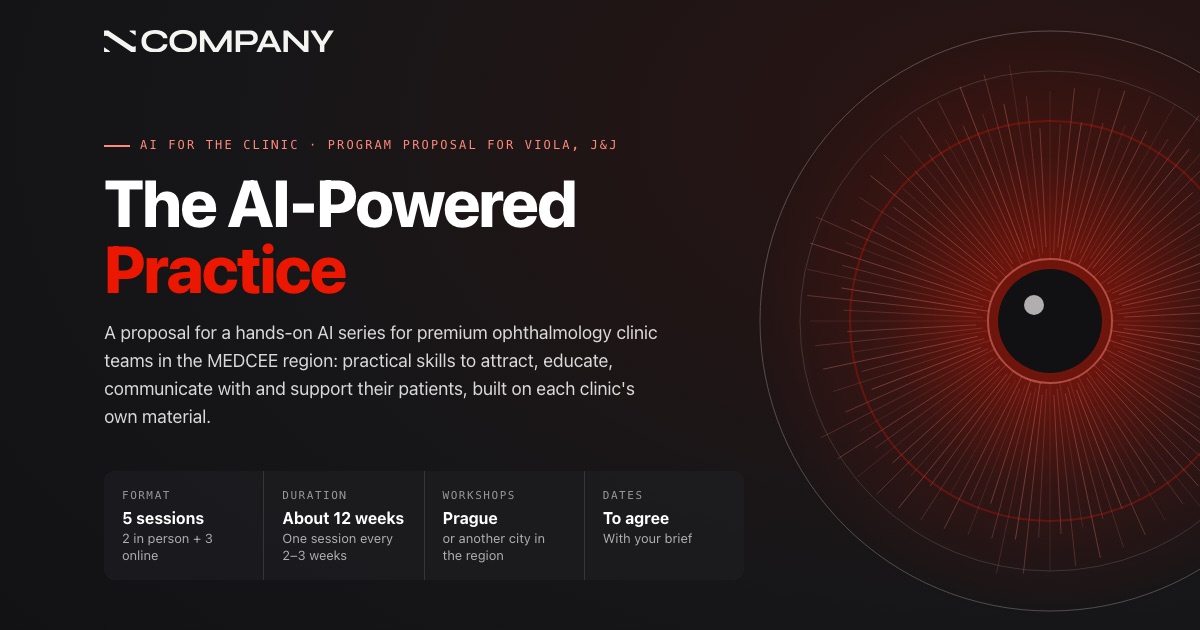 COMPANY
AI FOR THE CLINIC · PROGRAM PROPOSAL FOR VIOLA, J&J
The AI-Powered
Practice
A proposal for a hands-on AI series for premium ophthalmology clinic
teams in the MEDCEE region: practical skills to attract, educate,
communicate with and support their patients, built on each clinic's
own material.
FORMAT
5 sessions
2 in person + 3
online
DURATION
About 12 weeks
One session every
2–3 weeks
WORKSHOPS
Prague
or another city in
the region
DATES
To agree
With your brief